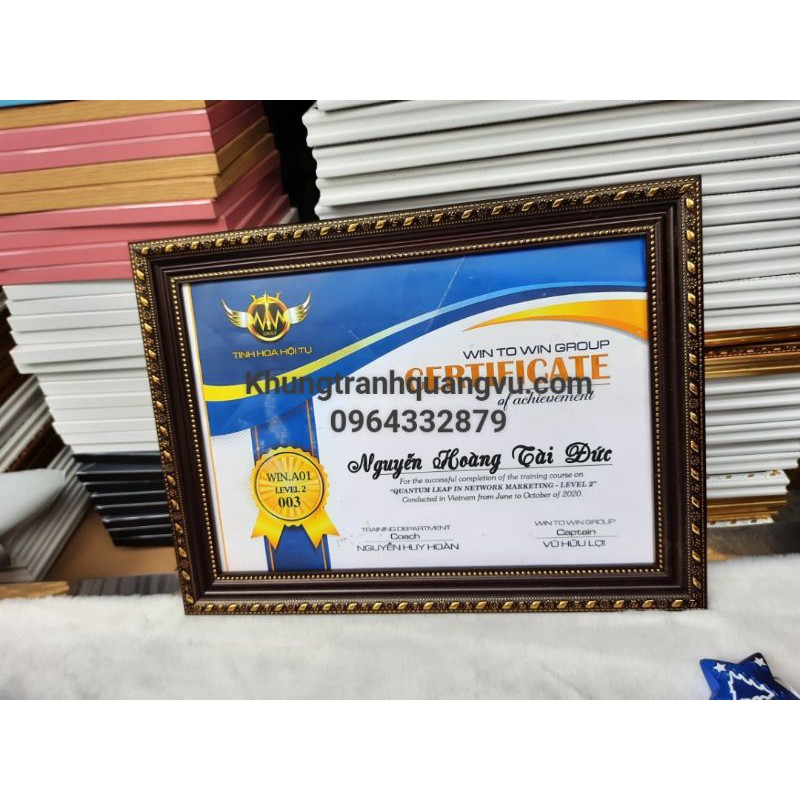 TINH HOA HỘI TỤ
WIN TO WIN GROUP
CERTIFICATE
of achievement
Khungtranhquangvu.com
0964332879
Nguyễn Hoàng Tài Đức
For the successful completion of the training course on
"QUANTUM LEAP IN NETWORK MARKETING - LEVEL 2"
Conducted in Vietnam from June to October of 2020.
WIN.A01
LEVEL 2
003
TRAINING DEPARTMENT
Coach
NGUYỄN HUY HOÀN
WIN TO WIN GROUP
Captain
VŨ HỮU LỢI